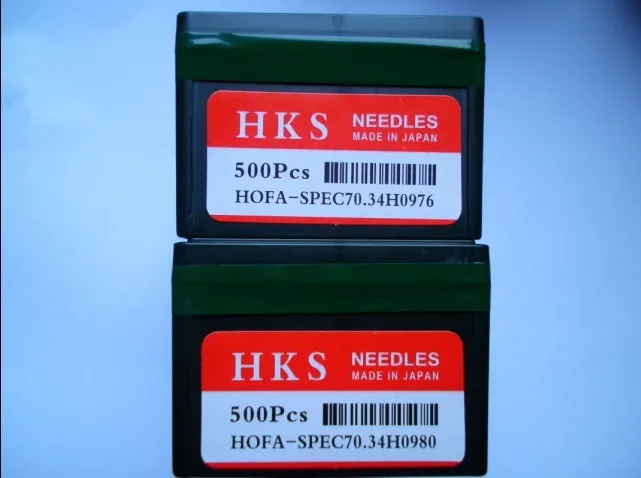 HKS NEEDLES
MADE IN JAPAN
500Pcs
HOFA-SPEC70.34H0976
HKS NEEDLES
MADE IN JAPAN
500Pcs
HOFA-SPEC70.34H0980